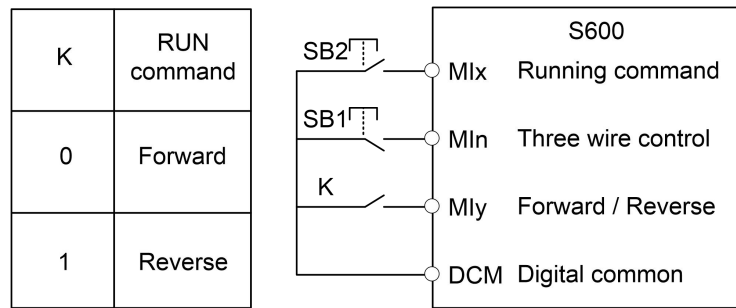 K
RUN
command
0
Forward
1
Reverse
S600
SB2
MIx Running command
SB1
MIn Three wire control
K
MIy Forward / Reverse
DCM Digital common